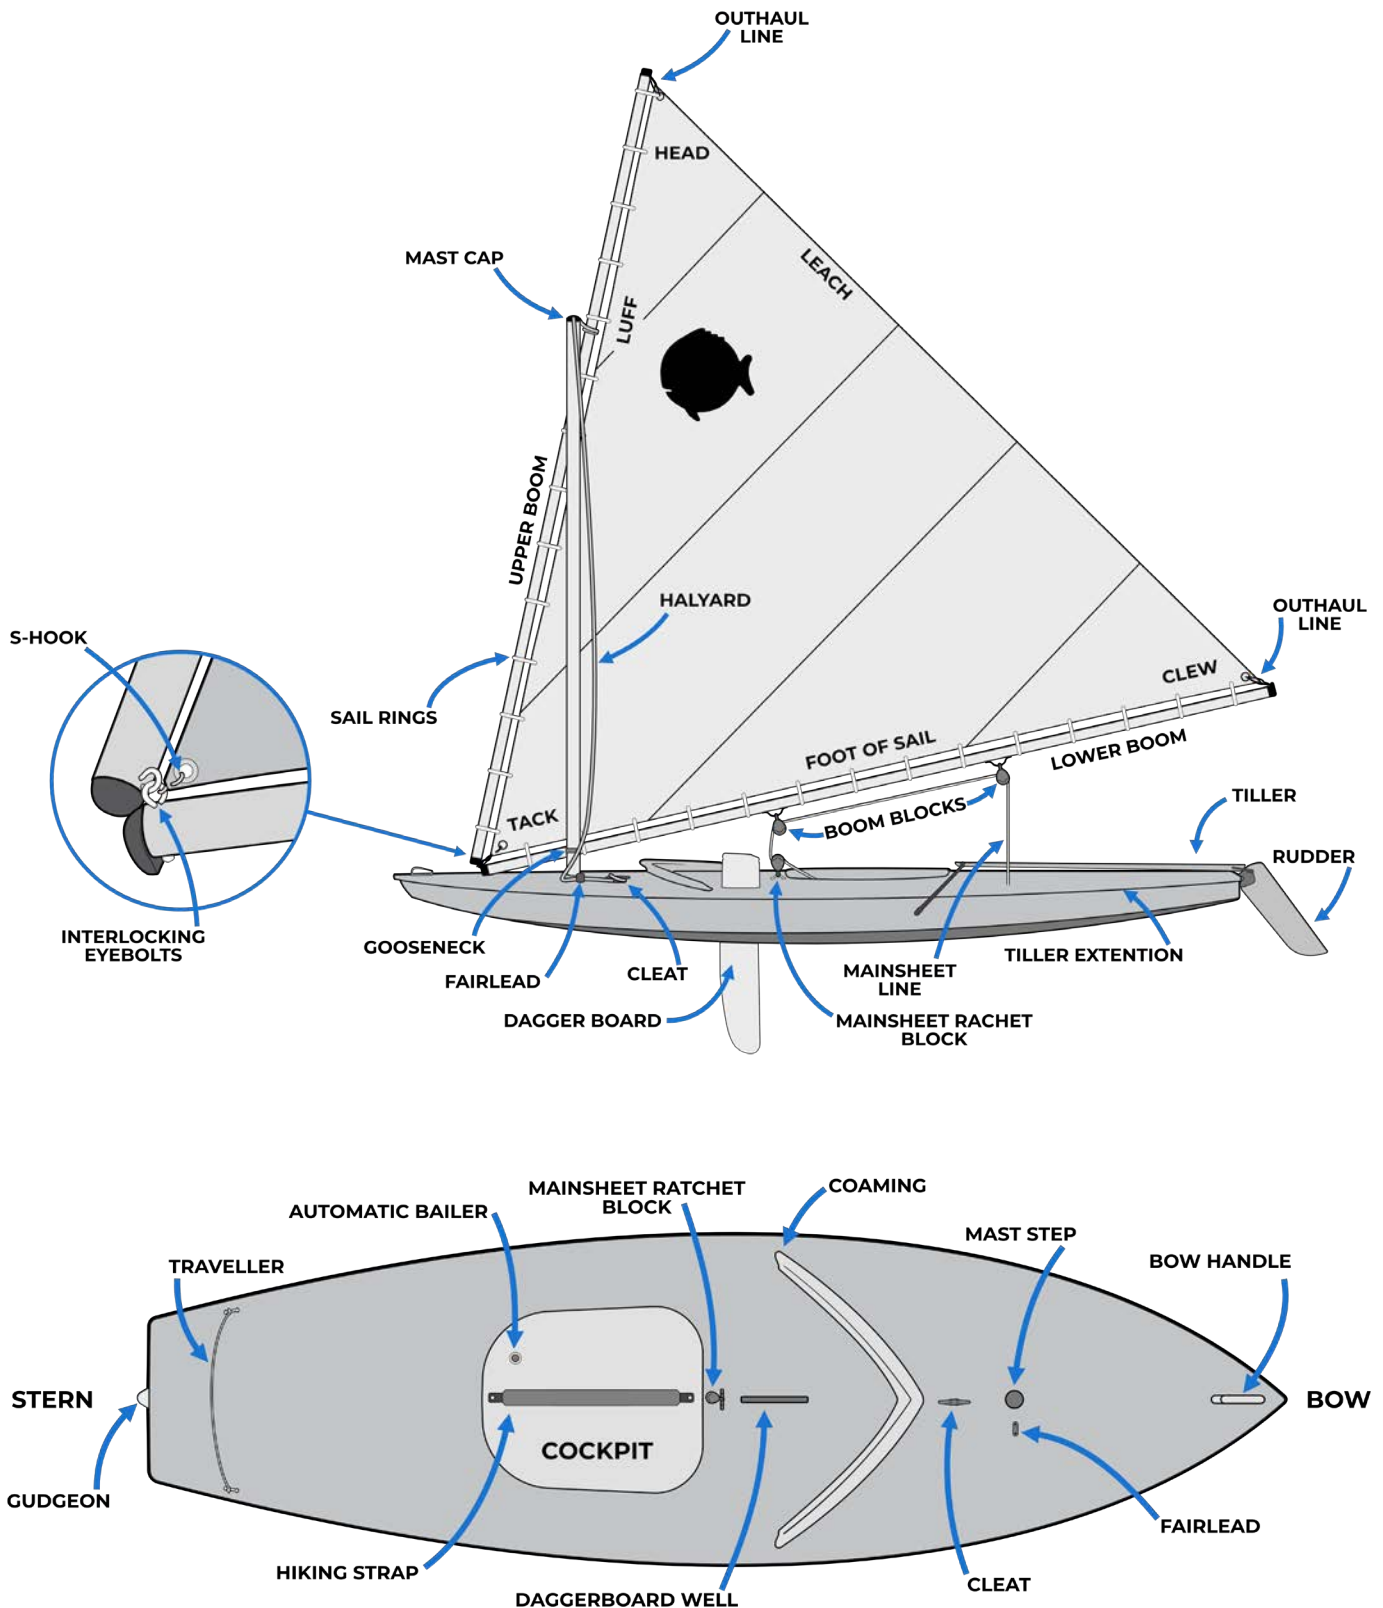 OUTHAUL
LINE
HEAD
MAST CAP
LEACH
LUFF
UPPER BOOM
HALYARD
OUTHAUL
LINE
S-HOOK
CLEW
SAIL RINGS
FOOT OF SAIL
LOWER BOOM
TACK
BOOM BLOCKS
TILLER
RUDDER
INTERLOCKING
EYEBOLTS
GOOSENECK
FAIRLEAD
CLEAT
MAINSHEET
LINE
TILLER EXTENTION
DAGGER BOARD
MAINSHEET RACHET
BLOCK
MAINSHEET RATCHET
BLOCK
COAMING
AUTOMATIC BAILER
MAST STEP
TRAVELLER
BOW HANDLE
STERN
BOW
COCKPIT
GUDGEON
FAIRLEAD
HIKING STRAP
CLEAT
DAGGERBOARD WELL